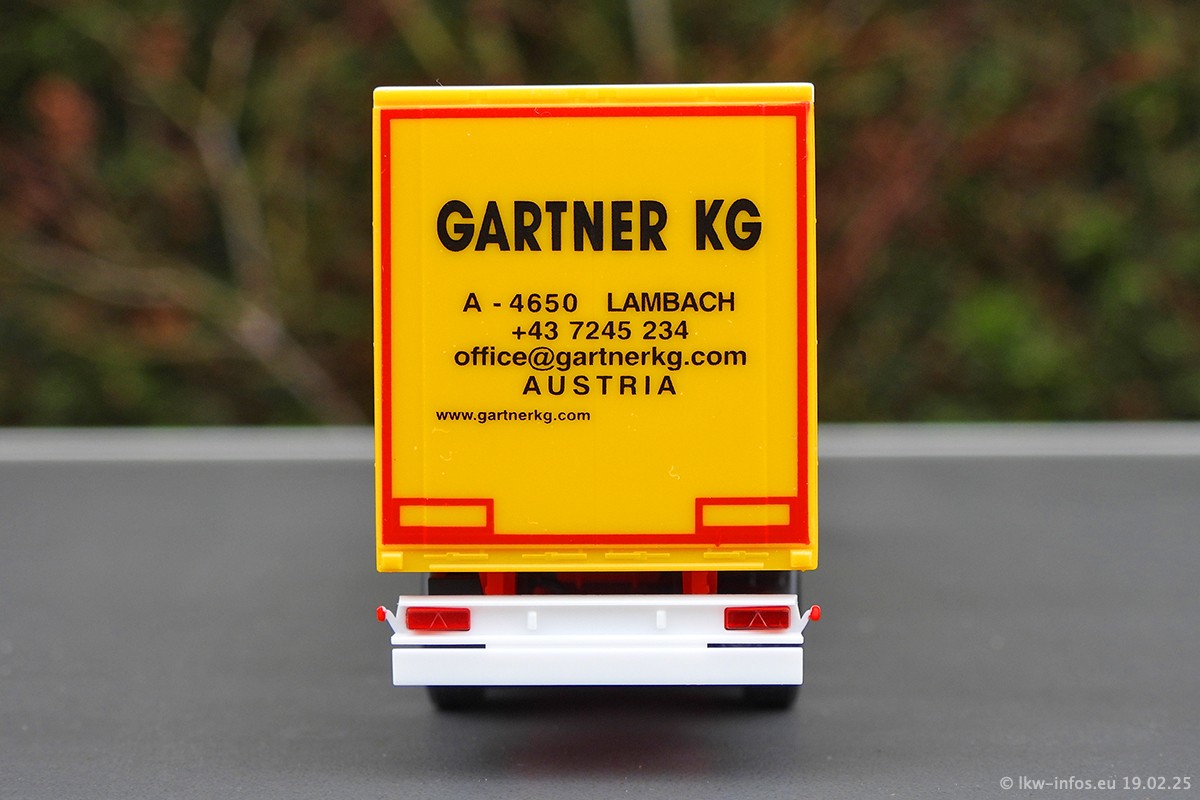 GARTNER KG
A - 4650 LAMBACH
+43 7245 234
office@gartnerkg.com
AUSTRIA
www.gartnerkg.com
© lkw-infos.eu 19.02.25